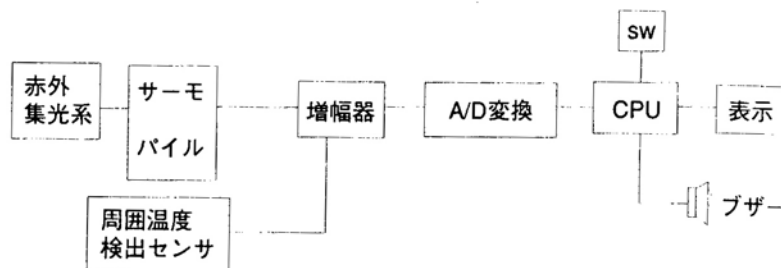 SW
赤外
集光系
サーモ
パイル
増幅器
A/D変換
CPU
表示
周囲温度
検出センサ
ブザー